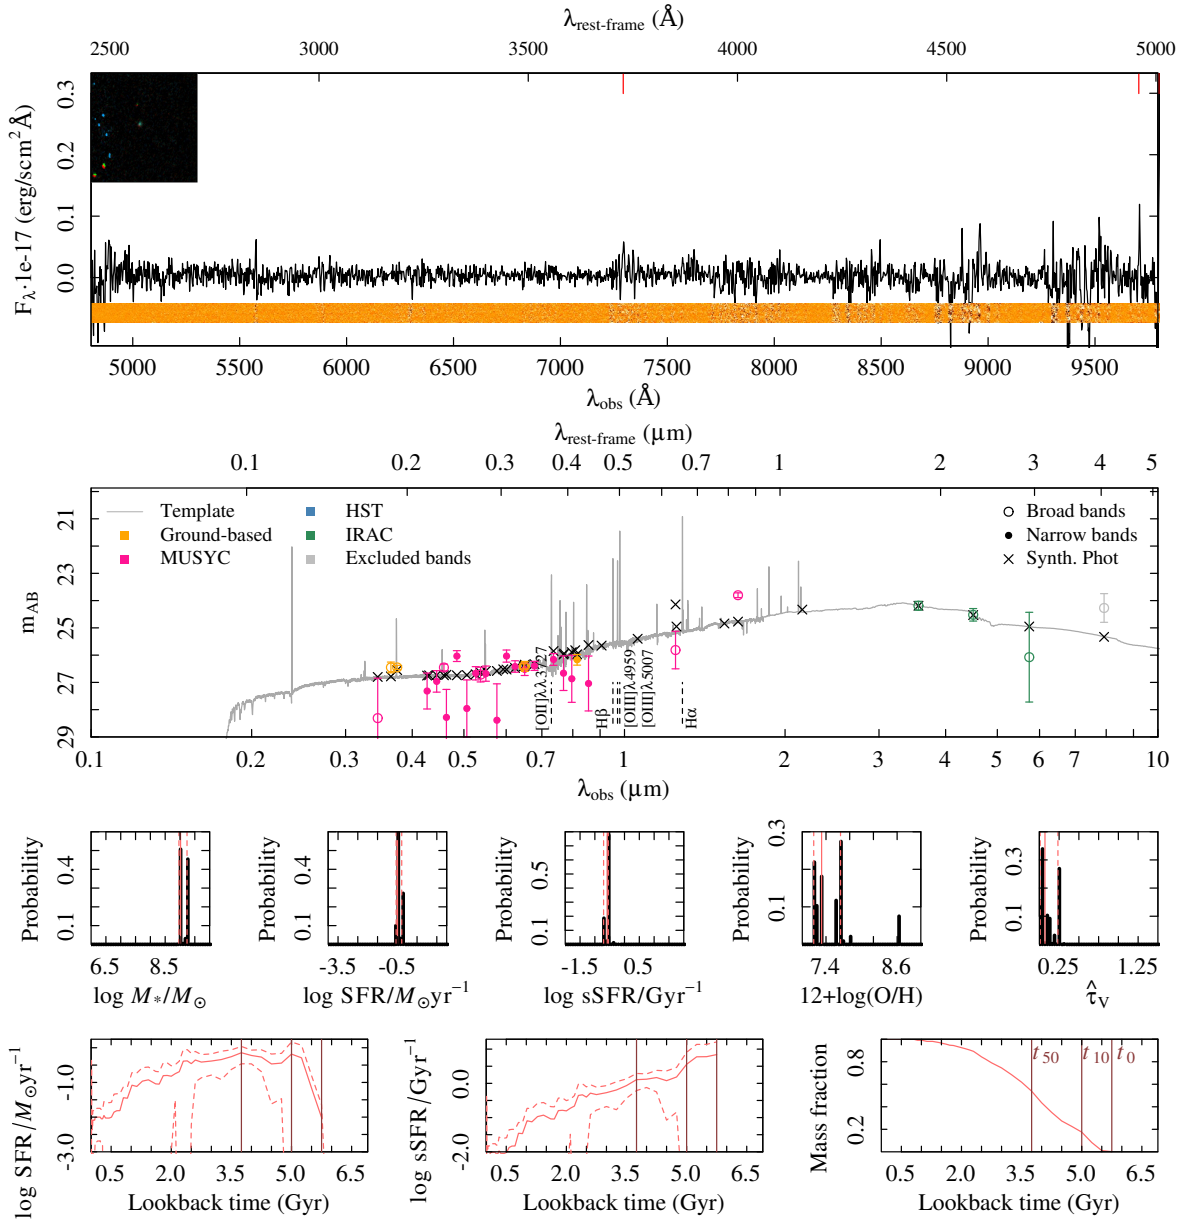 λrest-frame (Å)
2500 3000 3500 4000 4500 5000
Fλ·1e-17 (erg/scm²Å)
0.0 0.1 0.2 0.3
5000 5500 6000 6500 7000 7500 8000 8500 9000 9500
λobs (Å)
λrest-frame (μm)
0.1 0.2 0.3 0.4 0.5 0.7 1 2 3 4 5
mAB
21 23 25 27 29
Template
Ground-based
MUSYC
HST
IRAC
Excluded bands
Broad bands
Narrow bands
Synth. Phot
[OII]λλ3727
Hβ
[OIII]λ4959
[OIII]λ5007
Hα
0.1 0.2 0.3 0.4 0.5 0.7 1 2 3 4 5 6 7 10
λobs (μm)
Probability
0.1 0.4
6.5 8.5
log M*/M⊙
Probability
0.1 0.4
-3.5 -0.5
log SFR/M⊙yr⁻¹
Probability
0.1 0.5
-1.5 0.5
log sSFR/Gyr⁻¹
Probability
0.1 0.3
7.4 8.6
12+log(O/H)
Probability
0.1 0.3
0.25 1.25
τ̂V
log SFR/M⊙yr⁻¹
-3.0 -1.0
0.5 2.0 3.5 5.0 6.5
Lookback time (Gyr)
log sSFR/Gyr⁻¹
-2.0 0.0
0.5 2.0 3.5 5.0 6.5
Lookback time (Gyr)
Mass fraction
0.2 0.8
t50 t10 t0
0.5 2.0 3.5 5.0 6.5
Lookback time (Gyr)